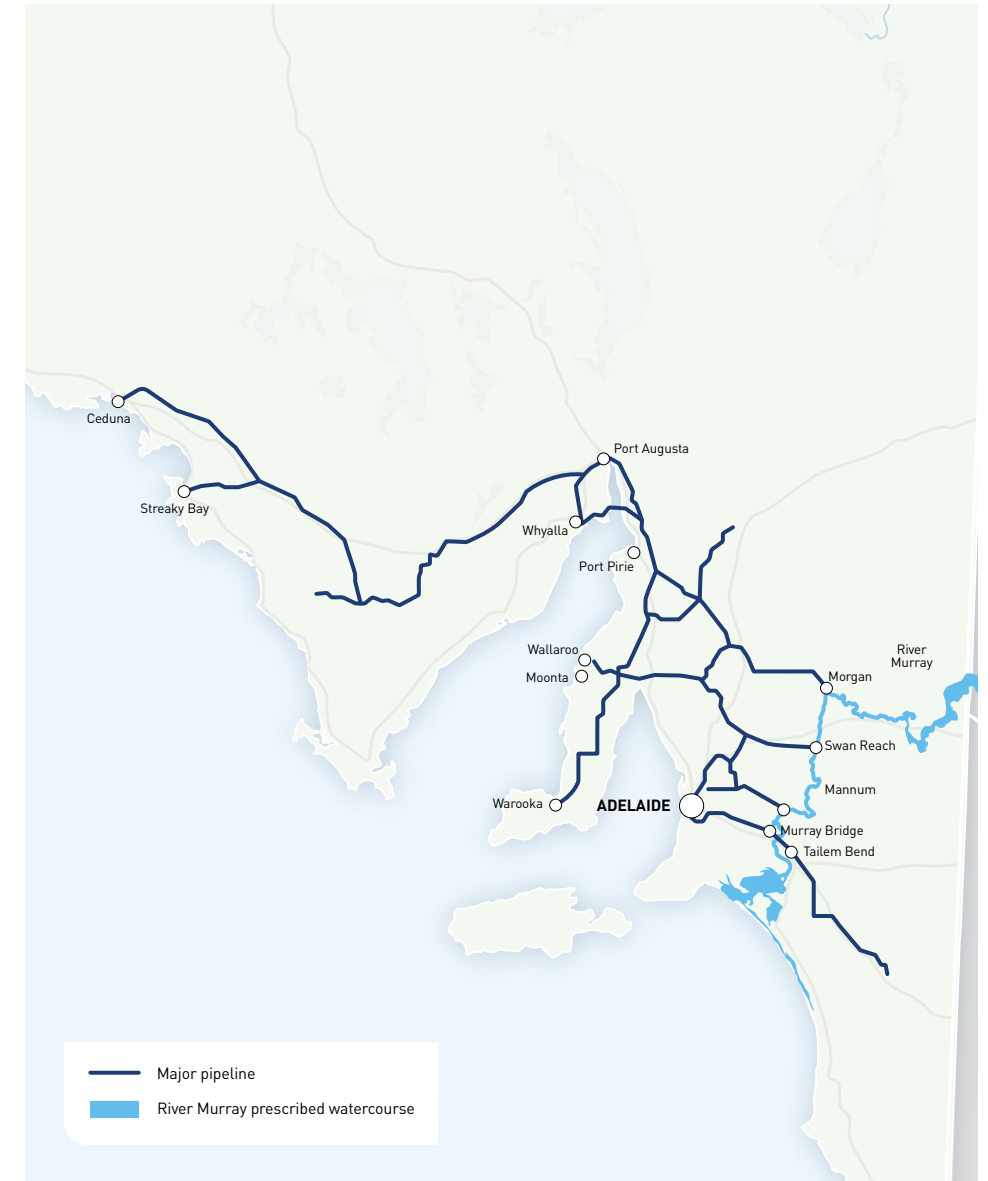 Ceduna
Port Augusta
Streaky Bay
Whyalla
Port Pirie
Wallaroo
River
Murray
Moonta
Morgan
Swan Reach
Mannum
Warooka
ADELAIDE
Murray Bridge
Tailem Bend
Major pipeline
River Murray prescribed watercourse